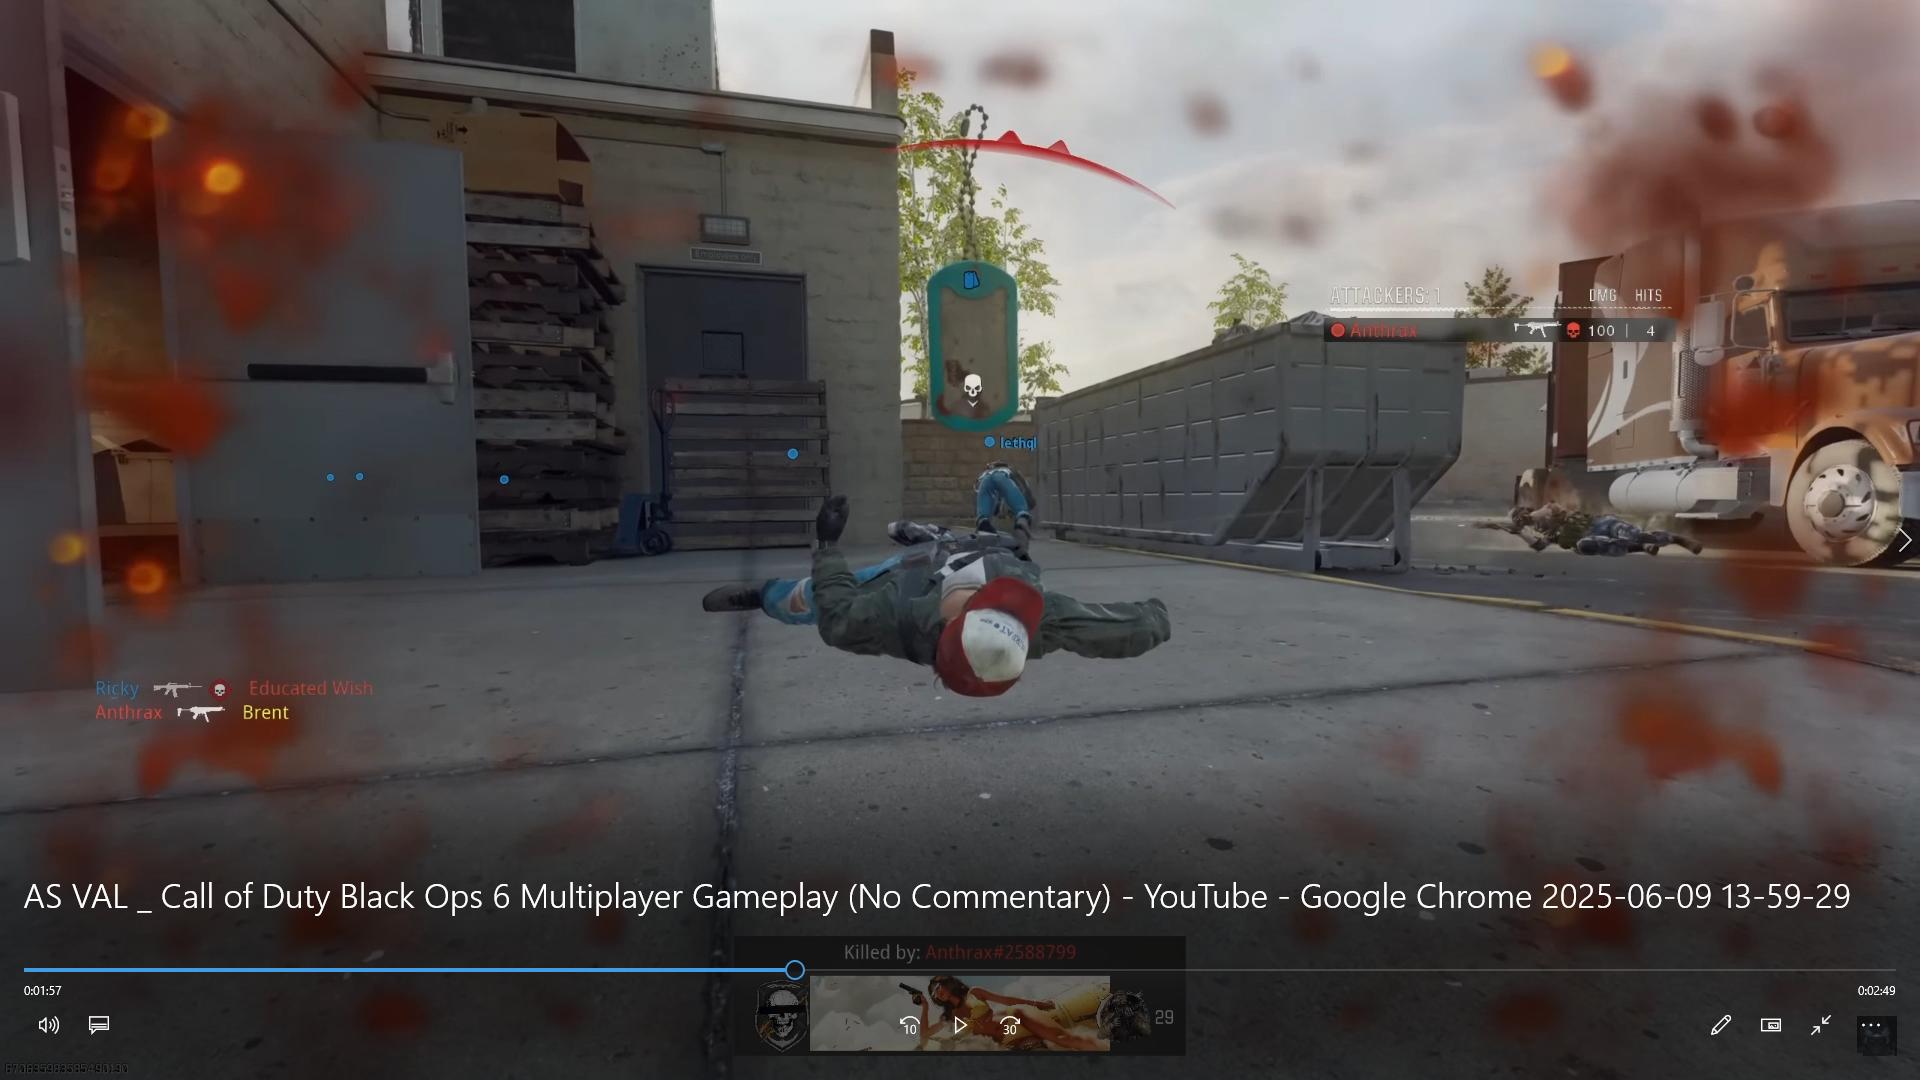 ATTACKERS: 1 DMG HITS
Anthrax 100 | 4
lethql
Ricky Educated Wish
Anthrax Brent
AS VAL _ Call of Duty Black Ops 6 Multiplayer Gameplay (No Commentary) - YouTube - Google Chrome 2025-06-09 13-59-29
Killed by: Anthrax#2588799
0:01:57
0:02:49
29
10
30